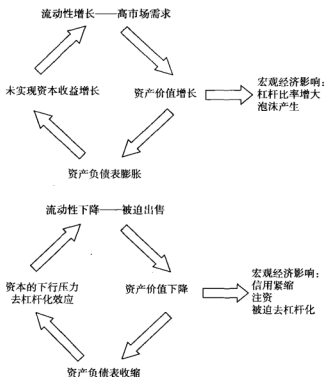 流动性增长——高市场需求
未实现资本收益增长
资产价值增长
宏观经济影响：
杠杆比率增大
泡沫产生
资产负债表膨胀
流动性下降——被迫出售
资本的下行压力
去杠杆化效应
资产价值下降
宏观经济影响：
信用紧缩
注资
被迫去杠杆化
资产负债表收缩